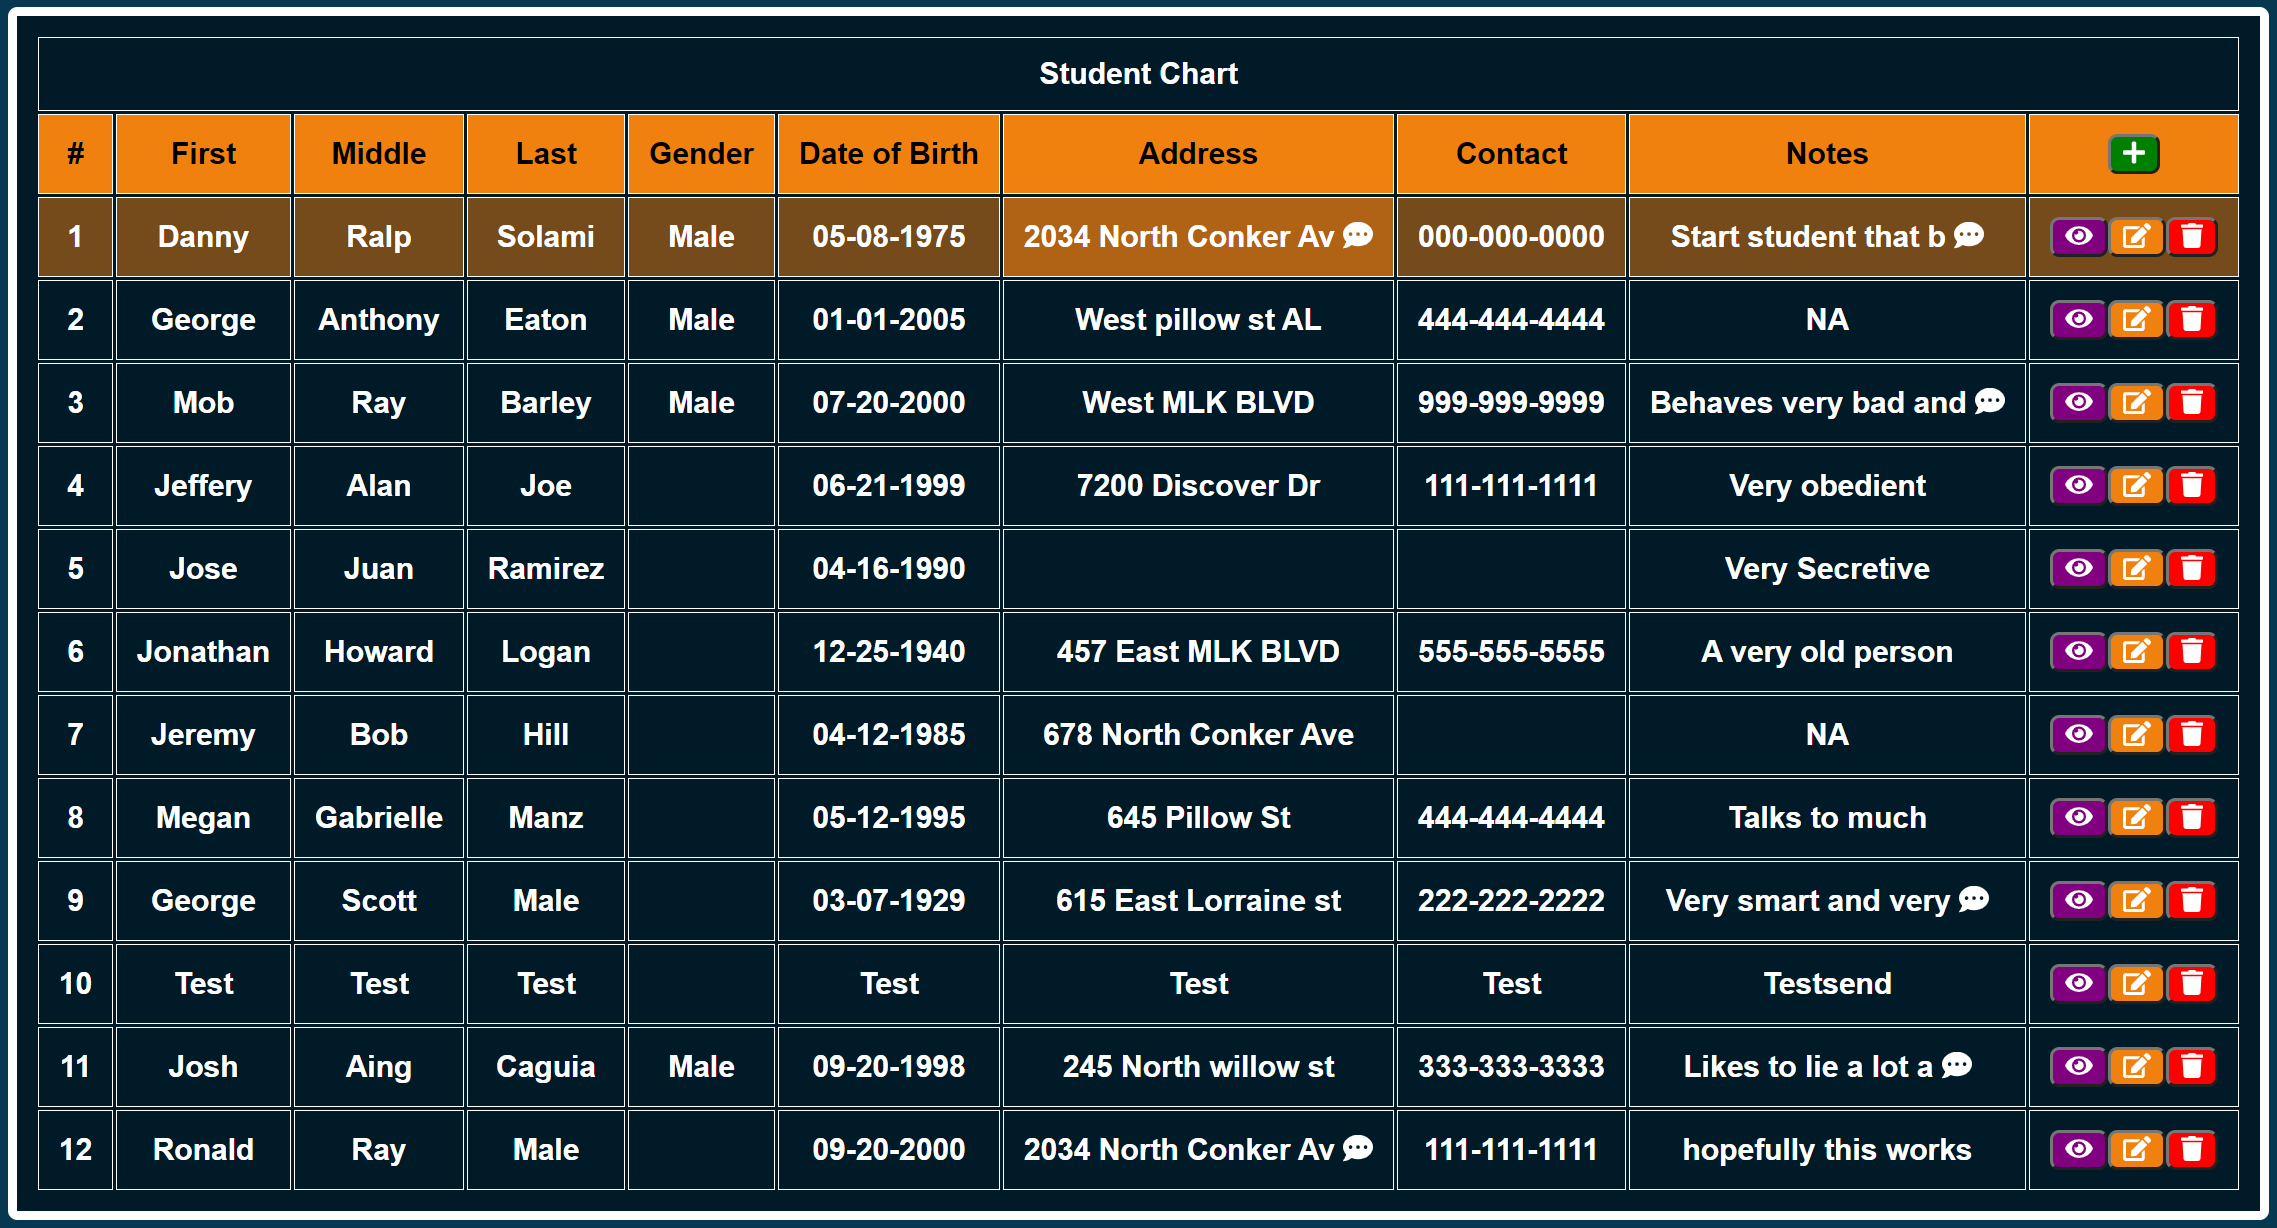 Student Chart
# First Middle Last Gender Date of Birth Address Contact Notes
1 Danny Ralp Solami Male 05-08-1975 2034 North Conker Av 000-000-0000 Start student that b
2 George Anthony Eaton Male 01-01-2005 West pillow st AL 444-444-4444 NA
3 Mob Ray Barley Male 07-20-2000 West MLK BLVD 999-999-9999 Behaves very bad and
4 Jeffery Alan Joe 06-21-1999 7200 Discover Dr 111-111-1111 Very obedient
5 Jose Juan Ramirez 04-16-1990 Very Secretive
6 Jonathan Howard Logan 12-25-1940 457 East MLK BLVD 555-555-5555 A very old person
7 Jeremy Bob Hill 04-12-1985 678 North Conker Ave NA
8 Megan Gabrielle Manz 05-12-1995 645 Pillow St 444-444-4444 Talks to much
9 George Scott Male 03-07-1929 615 East Lorraine st 222-222-2222 Very smart and very
10 Test Test Test Test Test Test Testsend
11 Josh Aing Caguia Male 09-20-1998 245 North willow st 333-333-3333 Likes to lie a lot a
12 Ronald Ray Male 09-20-2000 2034 North Conker Av 111-111-1111 hopefully this works